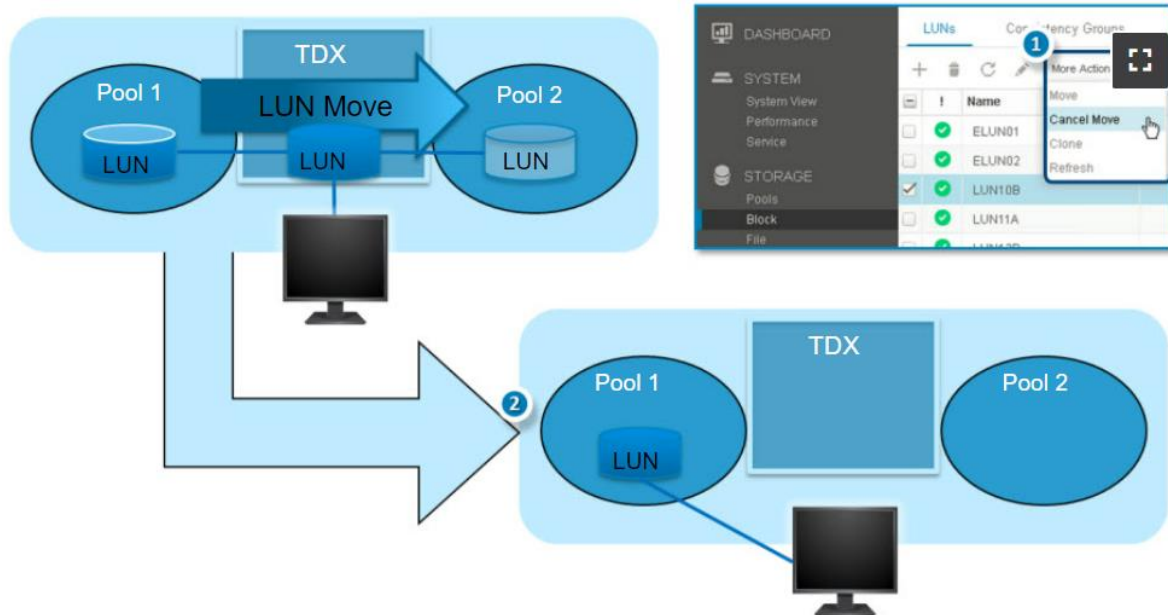 TDX
Pool 1
LUN Move
Pool 2
LUN
LUN
LUN
DASHBOARD
SYSTEM
System View
Performance
Service
STORAGE
Pools
Block
File
LUNs
Groups
1
More Action
! Name
Move
Cancel Move
Clone
Refresh
ELUN01
ELUN02
LUN10B
LUN11A
2
TDX
Pool 1
Pool 2
LUN